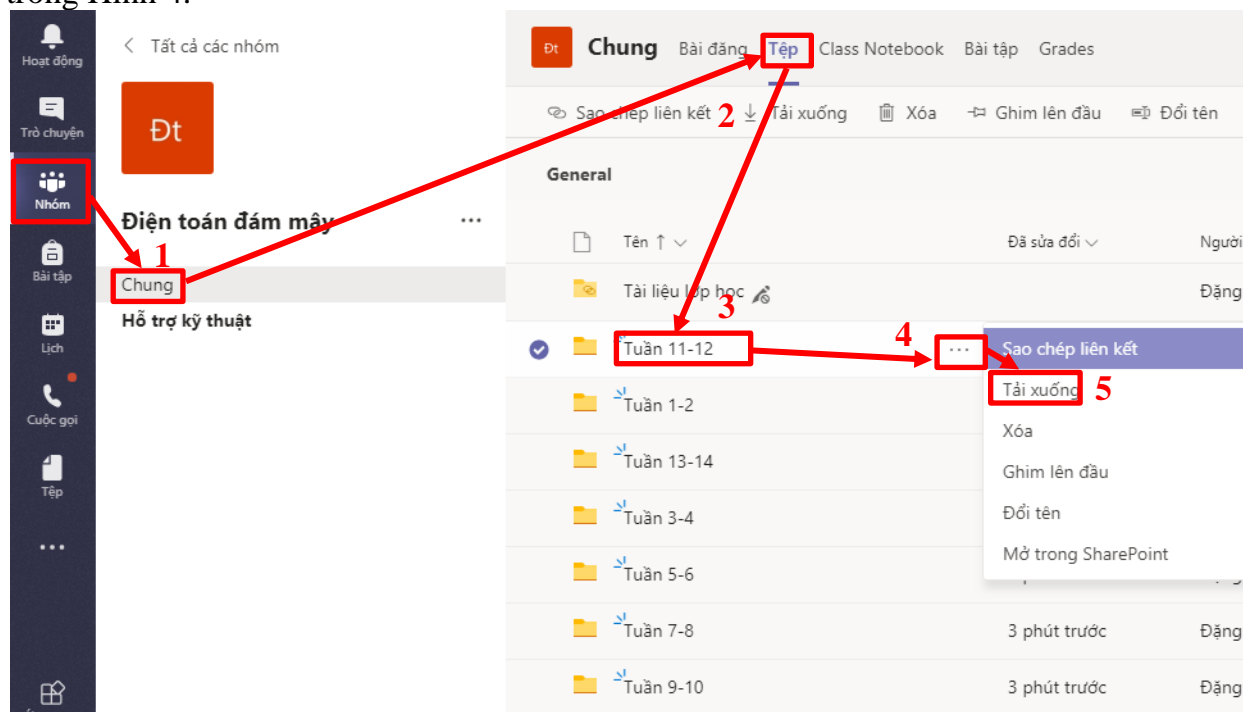 trong Hình 4.
Hoạt động
Trò chuyện
Nhóm
Bài tập
Lịch
Cuộc gọi
Tệp
Tất cả các nhóm
Đt
Điện toán đám mây
1
Chung
Hỗ trợ kỹ thuật
Đt Chung Bài đăng Tệp Class Notebook Bài tập Grades
Sao chép liên kết 2 Tải xuống Xóa Ghim lên đầu Đổi tên
General
Tên Đã sửa đổi Người
Tài liệu lớp học Đặng
3
Tuần 11-12 4 ... Sao chép liên kết
Tải xuống 5
Tuần 1-2
Xóa
Tuần 13-14
Ghim lên đầu
Tuần 3-4
Đổi tên
Mở trong SharePoint
Tuần 5-6
Tuần 7-8 3 phút trước Đặng
Tuần 9-10 3 phút trước Đặng